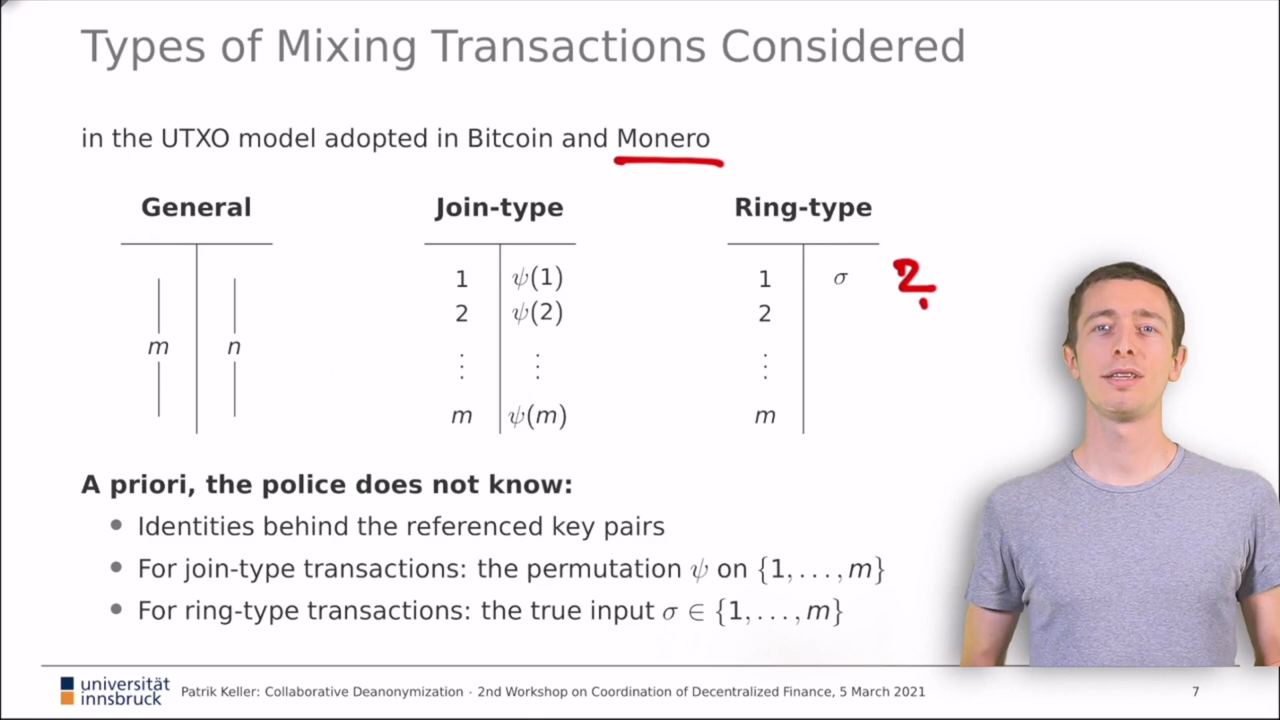 Types of Mixing Transactions Considered
in the UTXO model adopted in Bitcoin and Monero
General Join-type Ring-type
1 ψ(1) 1 σ ?
2 ψ(2) 2
m n ⋮ ⋮ ⋮
m ψ(m) m
A priori, the police does not know:
• Identities behind the referenced key pairs
• For join-type transactions: the permutation ψ on {1, . . . , m}
• For ring-type transactions: the true input σ ∈ {1, . . . , m}
universität
innsbruck
Patrik Keller: Collaborative Deanonymization · 2nd Workshop on Coordination of Decentralized Finance, 5 March 2021
7